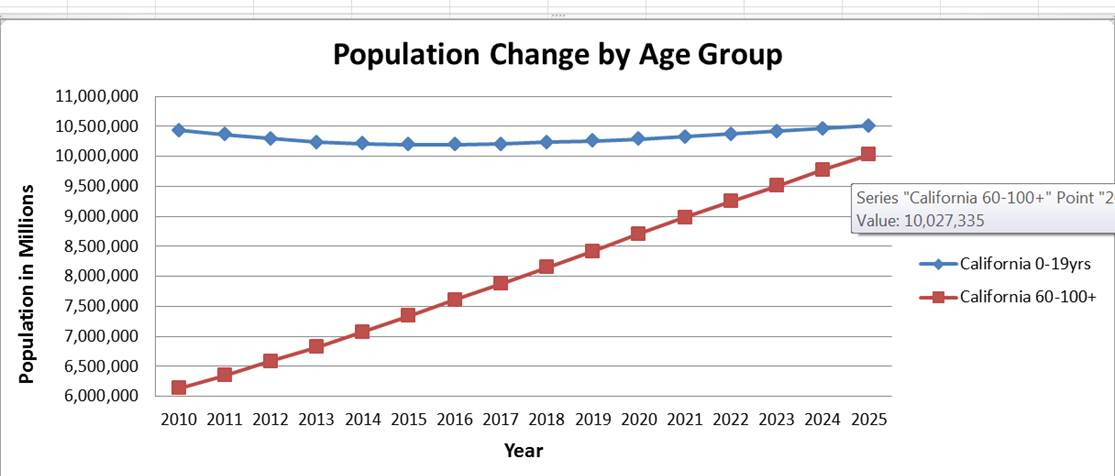 Population Change by Age Group
11,000,000
10,500,000
10,000,000
9,500,000
9,000,000
8,500,000
8,000,000
7,500,000
7,000,000
6,500,000
6,000,000
Population in Millions
2010 2011 2012 2013 2014 2015 2016 2017 2018 2019 2020 2021 2022 2023 2024 2025
Year
Series "California 60-100+" Point "2
Value: 10,027,335
California 0-19yrs
California 60-100+